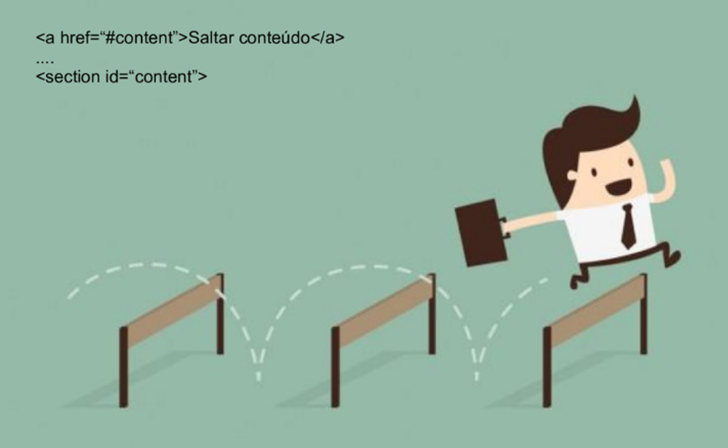 <a href=“#content”>Saltar conteúdo</a>
....
<section id=“content”>